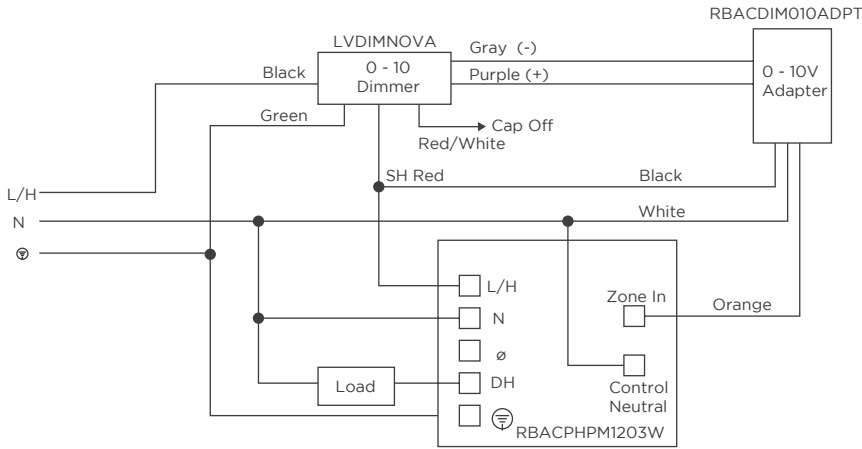 RBACDIM010ADPT
LVDIMNOVA
Gray (-)
0 - 10
Dimmer
Black
Purple (+)
0 - 10V
Adapter
Green
Cap Off
Red/White
SH Red
Black
L/H
White
N
L/H
Zone In
Orange
N
ø
Load
DH
Control
Neutral
RBACPHPM1203W